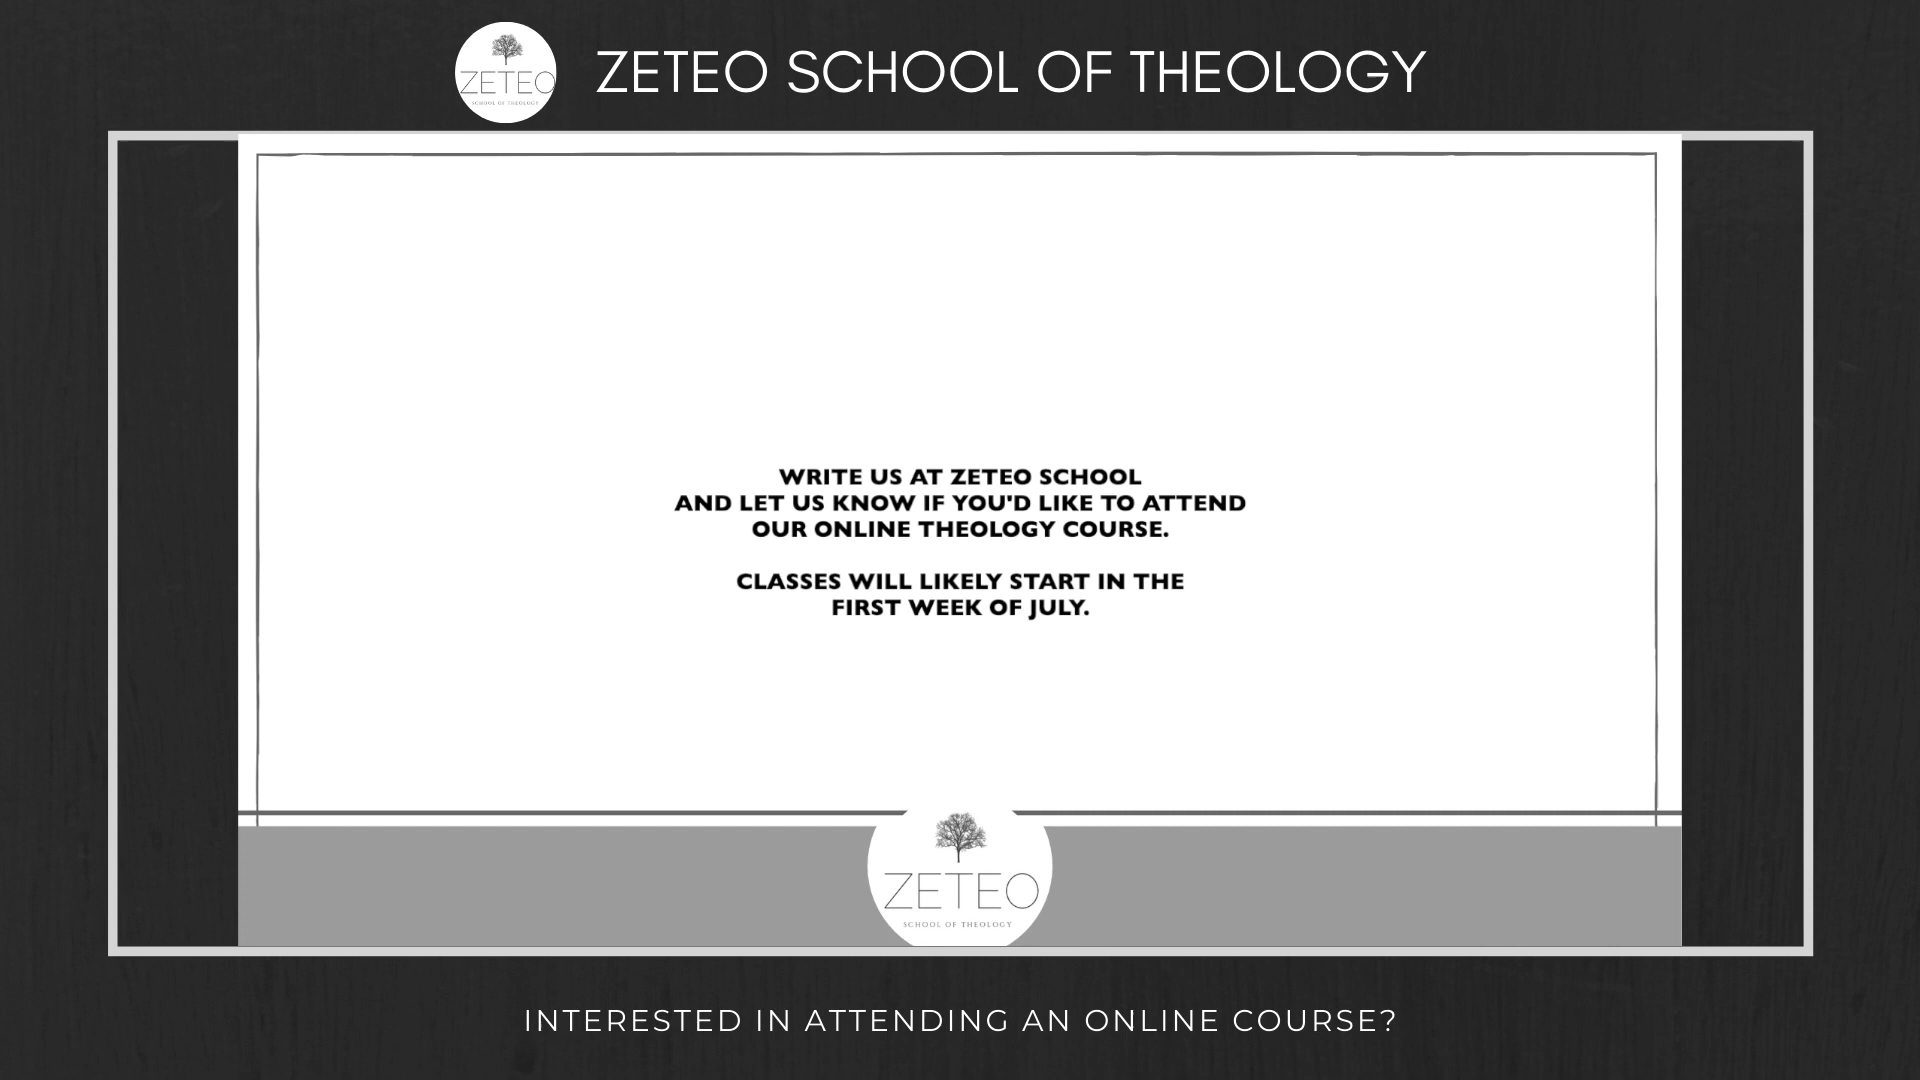 ZETEO
SCHOOL OF THEOLOGY
ZETEO SCHOOL OF THEOLOGY
WRITE US AT ZETEO SCHOOL
AND LET US KNOW IF YOU'D LIKE TO ATTEND
OUR ONLINE THEOLOGY COURSE.
CLASSES WILL LIKELY START IN THE
FIRST WEEK OF JULY.
ZETEO
SCHOOL OF THEOLOGY
INTERESTED IN ATTENDING AN ONLINE COURSE?